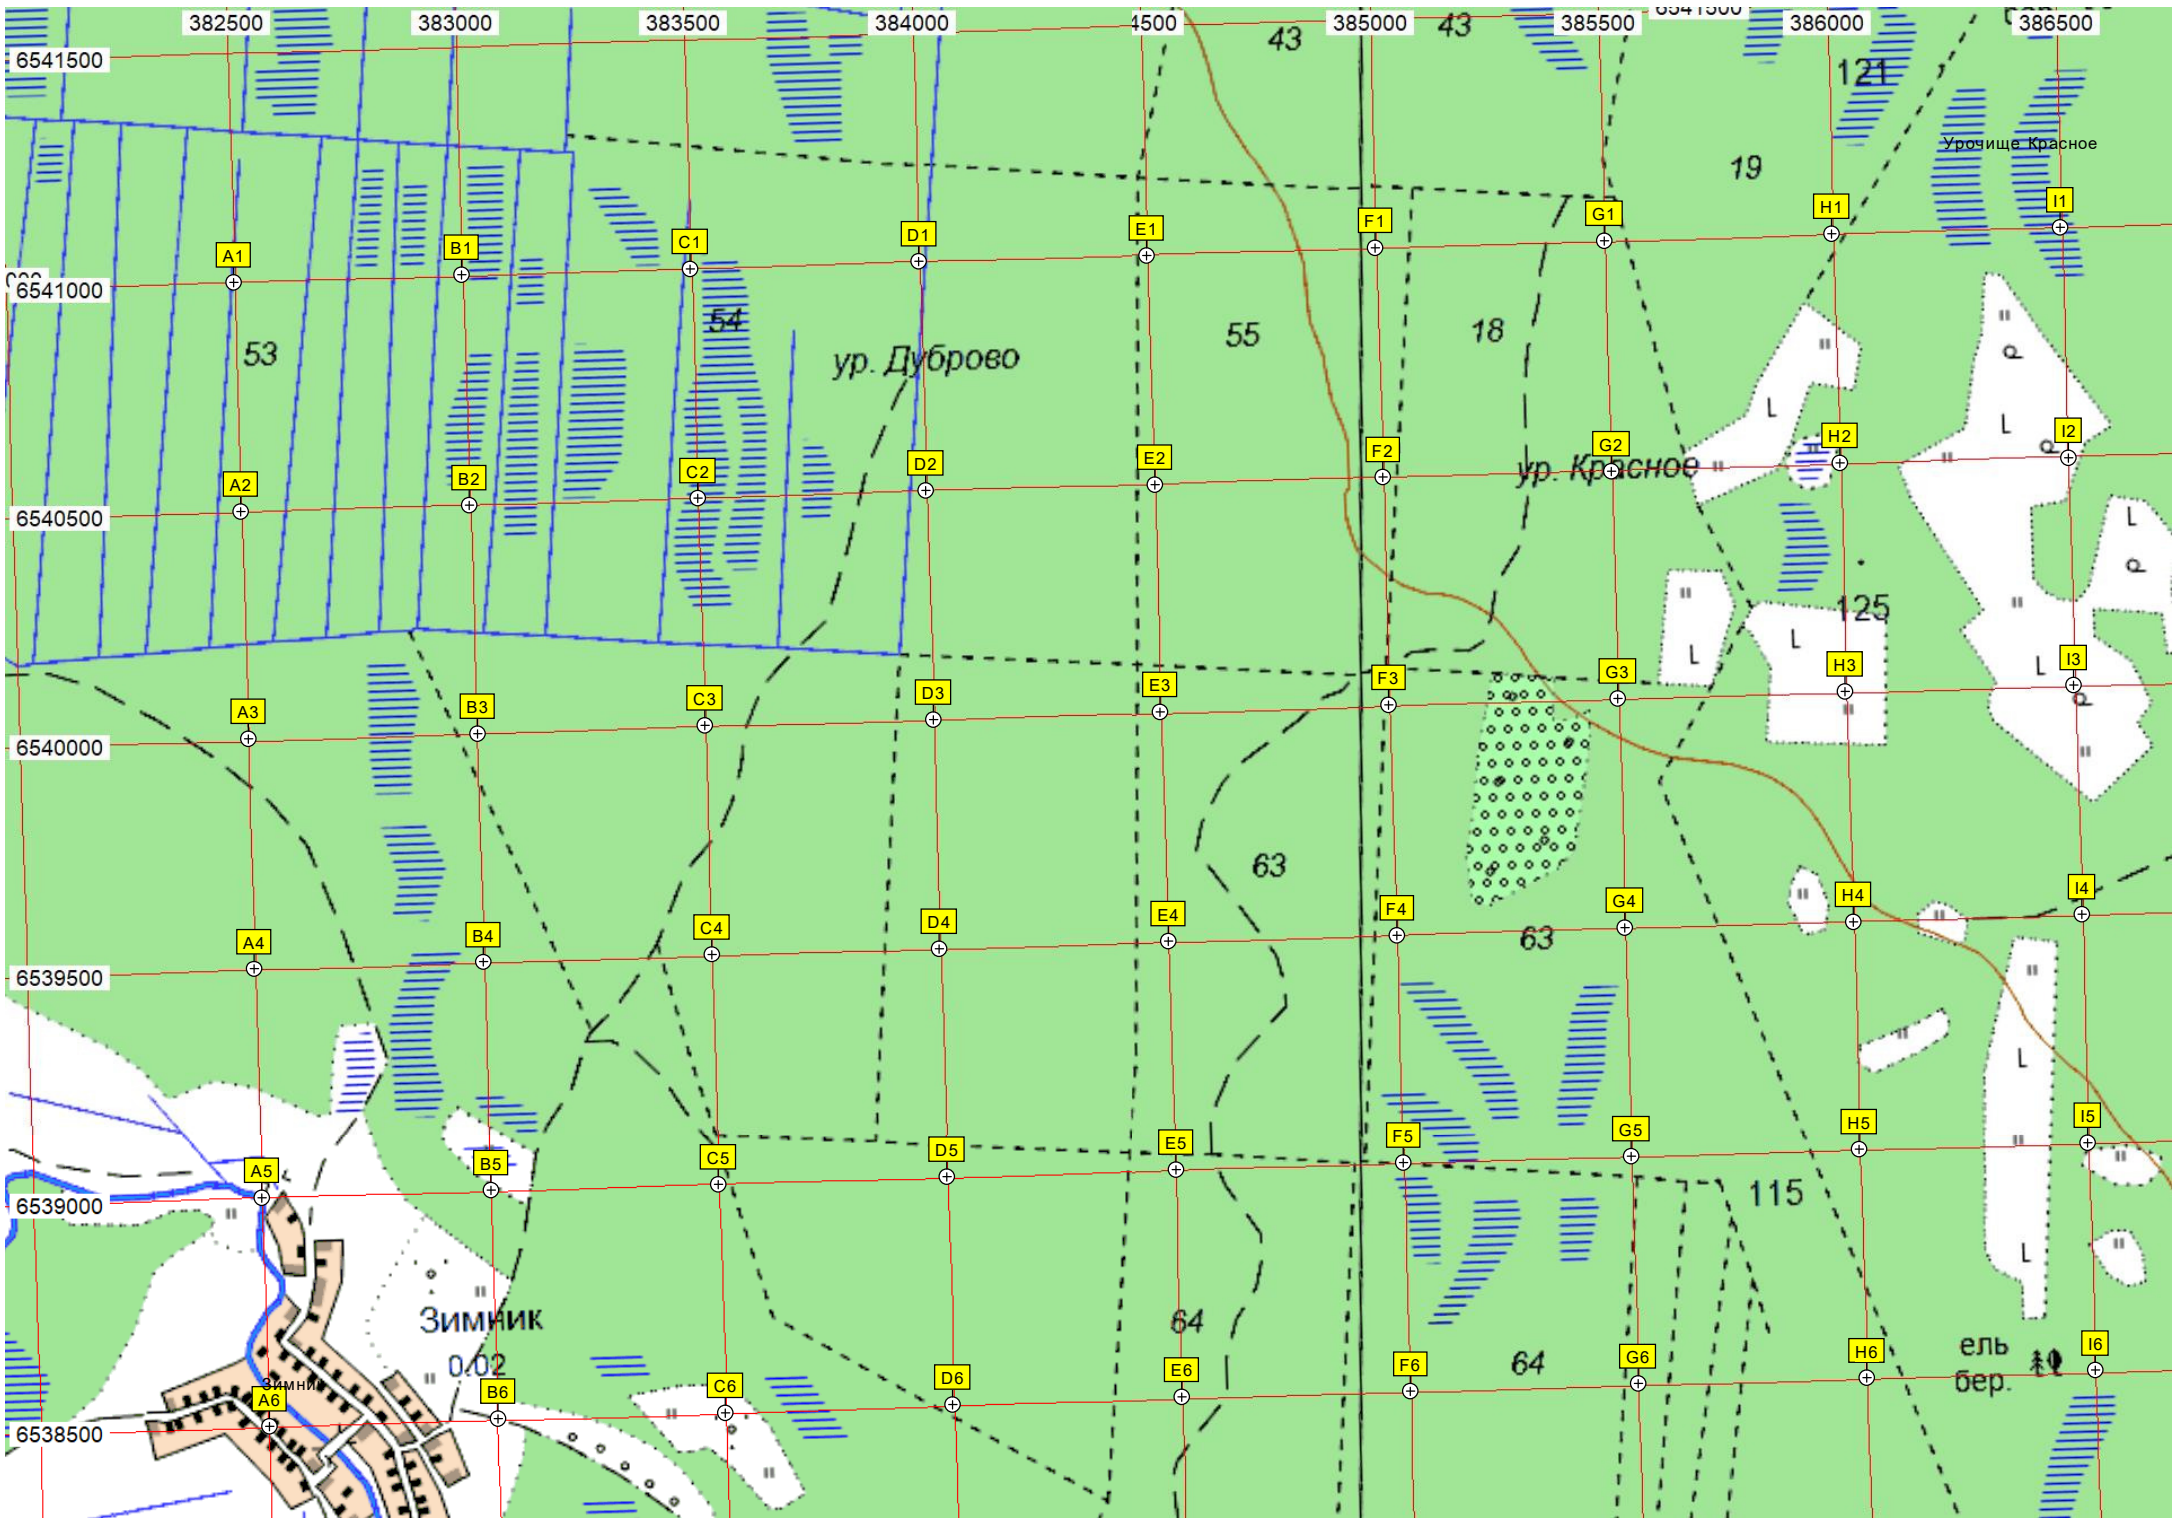 382500 383000 383500 384000 4500 385000 385500 6541500 386000 386500
6541500
43 43
121
Урочище Красное
19
A1 B1 C1 D1 E1 F1 G1 H1 I1
6541000
53 54 ур. Дуброво 55 18
A2 B2 C2 D2 E2 F2 G2 H2 I2
ур. Красное
6540500
125
A3 B3 C3 D3 E3 F3 G3 H3 I3
6540000
63
A4 B4 C4 D4 E4 F4 G4 H4 I4
63
6539500
A5 B5 C5 D5 E5 F5 G5 H5 I5
6539000
115
Зимник
0.02
64 64
ель
бер.
Зимник
A6 B6 C6 D6 E6 F6 G6 H6 I6
6538500